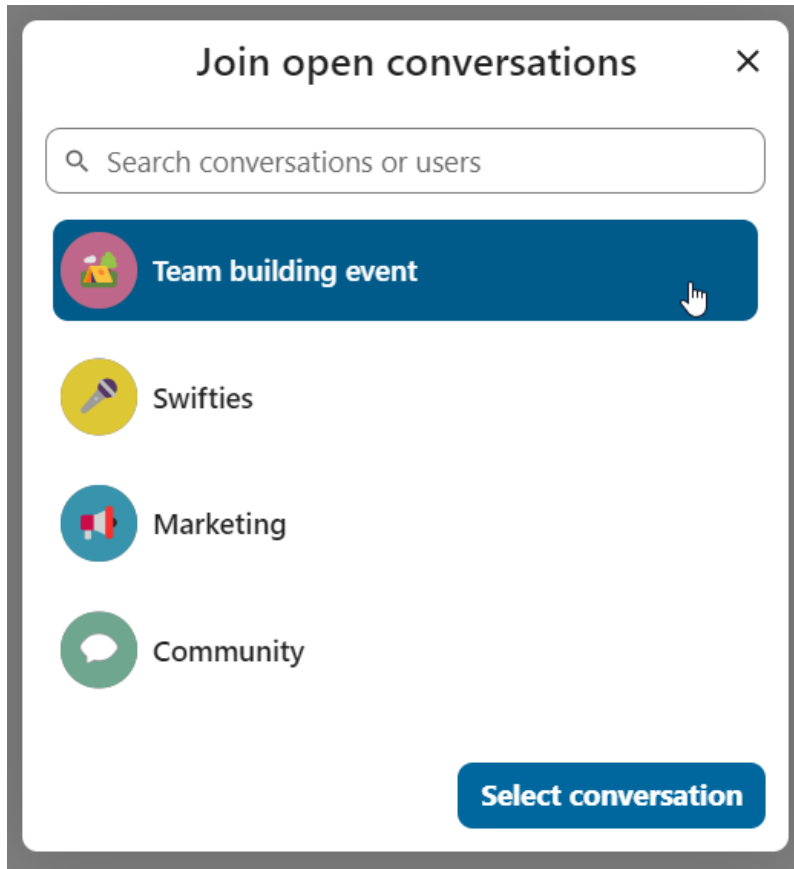 Join open conversations
Search conversations or users
Team building event
Swifties
Marketing
Community
Select conversation